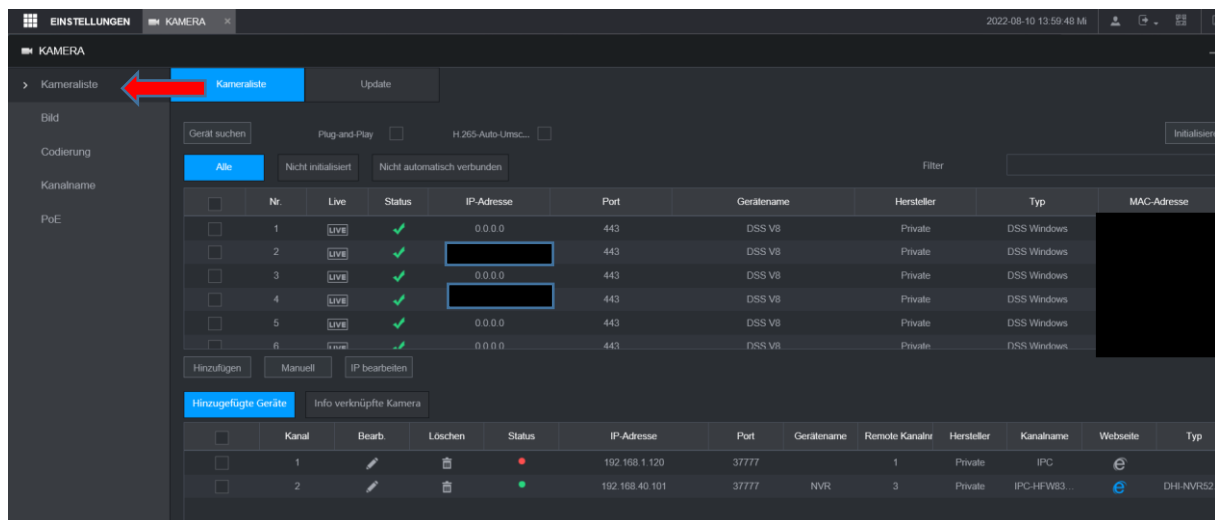 EINSTELLUNGEN KAMERA × 2022-08-10 13:59:48 Mi
KAMERA
Kameraliste Kameraliste Update
Bild
Gerät suchen Plug-and-Play H.265-Auto-Umsc... Initialisiere
Codierung
Alle Nicht initialisiert Nicht automatisch verbunden Filter
Kanalname
Nr. Live Status IP-Adresse Port Gerätename Hersteller Typ MAC-Adresse
PoE
1 LIVE 0.0.0.0 443 DSS V8 Private DSS Windows
2 LIVE 443 DSS V8 Private DSS Windows
3 LIVE 0.0.0.0 443 DSS V8 Private DSS Windows
4 LIVE 443 DSS V8 Private DSS Windows
5 LIVE 0.0.0.0 443 DSS V8 Private DSS Windows
6 LIVE 0.0.0.0 443 DSS V8 Private DSS Windows
Hinzufügen Manuell IP bearbeiten
Hinzugefügte Geräte Info verknüpfte Kamera
Kanal Bearb. Löschen Status IP-Adresse Port Gerätename Remote Kanalnr Hersteller Kanalname Webseite Typ
1 192.168.1.120 37777 1 Private IPC
2 192.168.40.101 37777 NVR 3 Private IPC-HFW83... DHI-NVR52